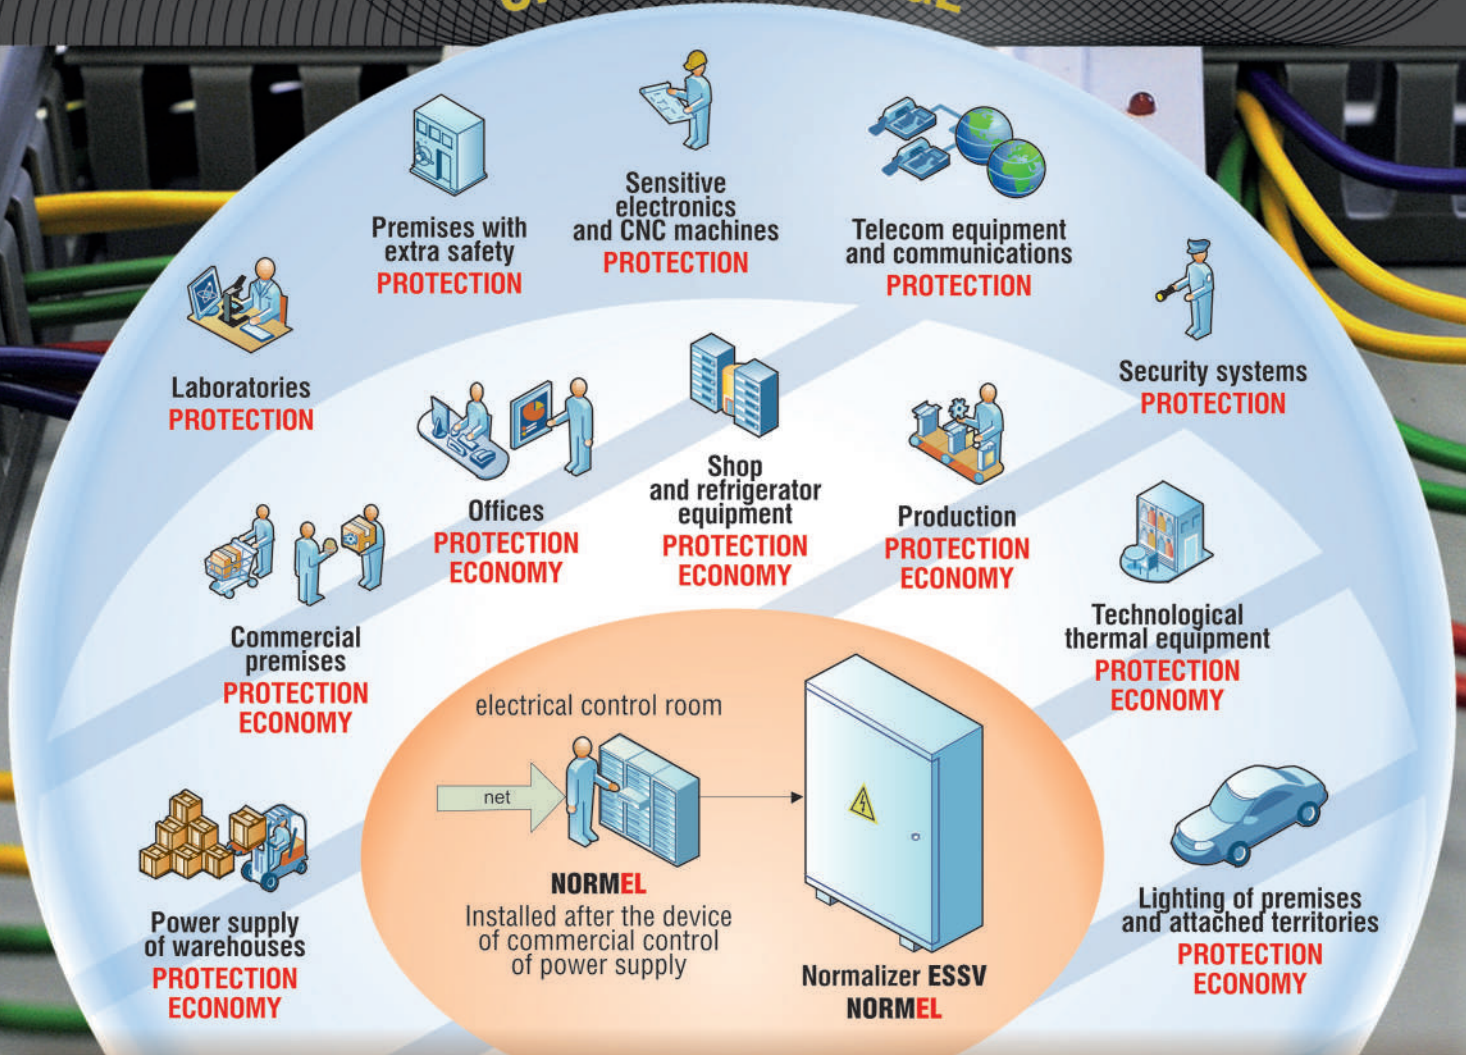 Sensitive
electronics
and CNC machines
PROTECTION
Premises with
extra safety
PROTECTION
Telecom equipment
and communications
PROTECTION
Laboratories
PROTECTION
Security systems
PROTECTION
Offices
PROTECTION
ECONOMY
Shop
and refrigerator
equipment
PROTECTION
ECONOMY
Production
PROTECTION
ECONOMY
Commercial
premises
PROTECTION
ECONOMY
Technological
thermal equipment
PROTECTION
ECONOMY
electrical control room
net
NORMEL
Installed after the device
of commercial control
of power supply
Normalizer ESSV
NORMEL
Power supply
of warehouses
PROTECTION
ECONOMY
Lighting of premises
and attached territories
PROTECTION
ECONOMY